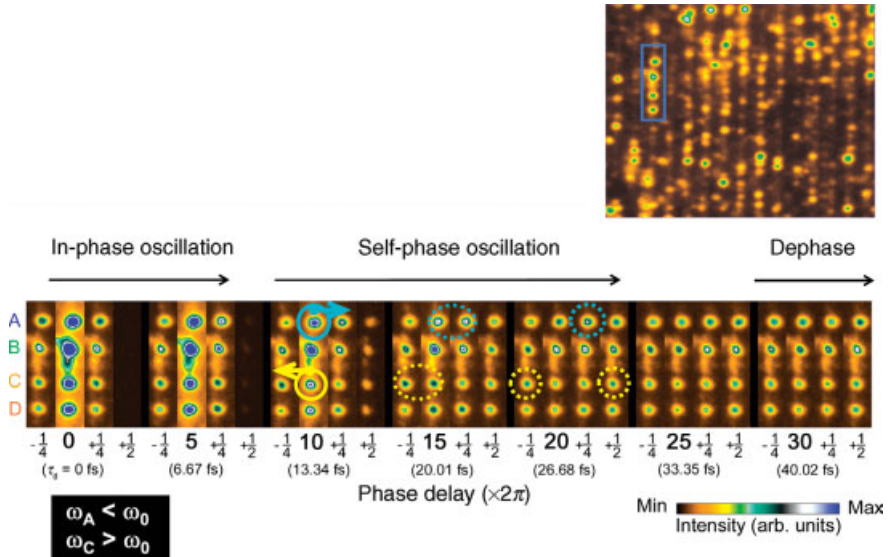 In-phase oscillation
Self-phase oscillation
Dephase
A
B
C
D
-1/4 0 +1/4 +1/2 -1/4 5 +1/4 +1/2 -1/4 10 +1/4 +1/2 -1/4 15 +1/4 +1/2 -1/4 20 +1/4 +1/2 -1/4 25 +1/4 +1/2 -1/4 30 +1/4 +1/2
(τd = 0 fs) (6.67 fs) (13.34 fs) (20.01 fs) (26.68 fs) (33.35 fs) (40.02 fs)
Phase delay (×2π)
ωA < ω0
ωC > ω0
Min Max
Intensity (arb. units)